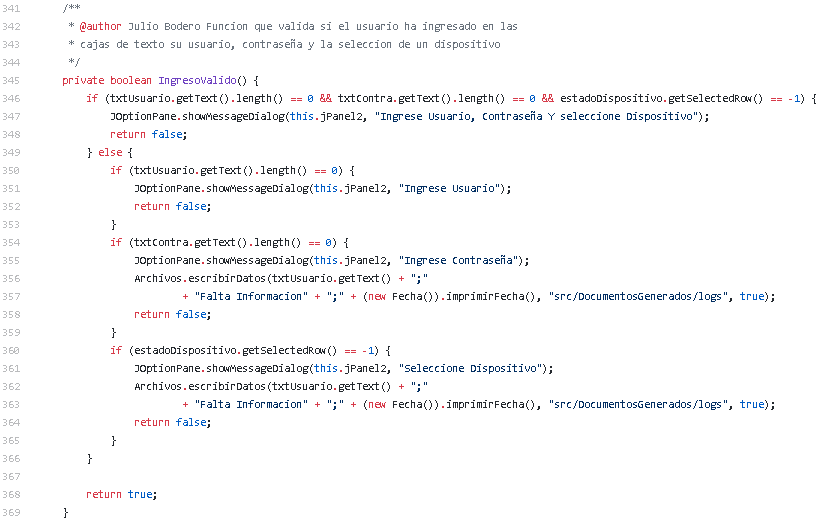 341 /**
342 * @author Julio Bodero Funcion que valida si el usuario ha ingresado en las
343 * cajas de texto su usuario, contraseña y la seleccion de un dispositivo
344 */
345 private boolean IngresoValido() {
346 if (txtUsuario.getText().length() == 0 && txtContra.getText().length() == 0 && estadoDispositivo.getSelectedRow() == -1) {
347 JOptionPane.showMessageDialog(this.jPanel2, "Ingrese Usuario, Contraseña Y seleccione Dispositivo");
348 return false;
349 } else {
350 if (txtUsuario.getText().length() == 0) {
351 JOptionPane.showMessageDialog(this.jPanel2, "Ingrese Usuario");
352 return false;
353 }
354 if (txtContra.getText().length() == 0) {
355 JOptionPane.showMessageDialog(this.jPanel2, "Ingrese Contraseña");
356 Archivos.escribirDatos(txtUsuario.getText() + ";"
357 + "Falta Informacion" + ";" + (new Fecha()).imprimirFecha(), "src/DocumentosGenerados/logs", true);
358 return false;
359 }
360 if (estadoDispositivo.getSelectedRow() == -1) {
361 JOptionPane.showMessageDialog(this.jPanel2, "Seleccione Dispositivo");
362 Archivos.escribirDatos(txtUsuario.getText() + ";"
363 + "Falta Informacion" + ";" + (new Fecha()).imprimirFecha(), "src/DocumentosGenerados/logs", true);
364 return false;
365 }
366 }
367
368 return true;
369 }